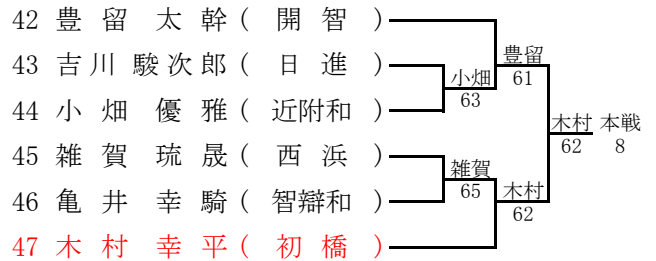 42 豊留 太幹 ( 開智 )
43 吉川 駿次郎 ( 日進 )
44 小畑 優雅 ( 近附和 )
45 雑賀 琉晟 ( 西浜 )
46 亀井 幸騎 ( 智辯和 )
47 木村 幸平 ( 初橋 )
小畑
63
雑賀
65
豊留
61
木村
62
木村
62
本戦
8